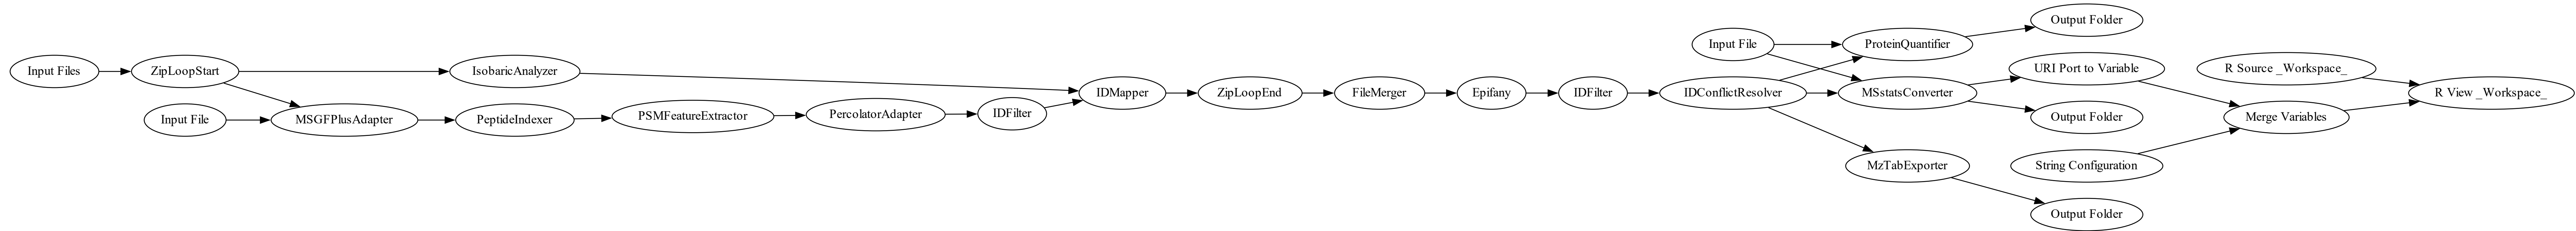 Input Files
ZipLoopStart
Input File
IsobaricAnalyzer
MSGFPlusAdapter
PeptideIndexer
PSMFeatureExtractor
PercolatorAdapter
IDFilter
IDMapper
ZipLoopEnd
FileMerger
Epifany
IDFilter
IDConflictResolver
Input File
ProteinQuantifier
MSstatsConverter
MzTabExporter
Output Folder
URI Port to Variable
Output Folder
String Configuration
Output Folder
R Source _Workspace_
Merge Variables
R View _Workspace_